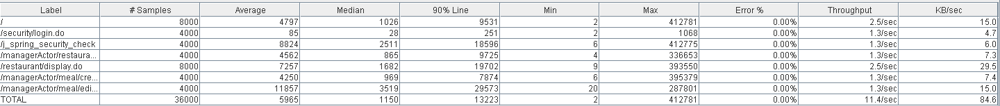 Label # Samples Average Median 90% Line Min Max Error % Throughput KB/sec
/ 8000 4797 1026 9531 2 412781 0.00% 2.5/sec 15.0
/security/login.do 4000 85 28 251 2 1068 0.00% 1.3/sec 4.7
/j_spring_security_check 4000 8824 2511 18596 6 412775 0.00% 1.3/sec 6.0
/managerActor/restaura... 4000 4562 865 9725 4 336653 0.00% 1.3/sec 7.3
/restaurant/display.do 8000 7257 1682 19702 9 393550 0.00% 2.5/sec 29.5
/managerActor/meal/cre... 4000 4250 969 7874 6 395379 0.00% 1.3/sec 7.4
/managerActor/meal/edi... 4000 11857 3519 29573 20 287801 0.00% 1.3/sec 15.0
TOTAL 36000 5965 1150 13223 2 412781 0.00% 11.4/sec 84.6